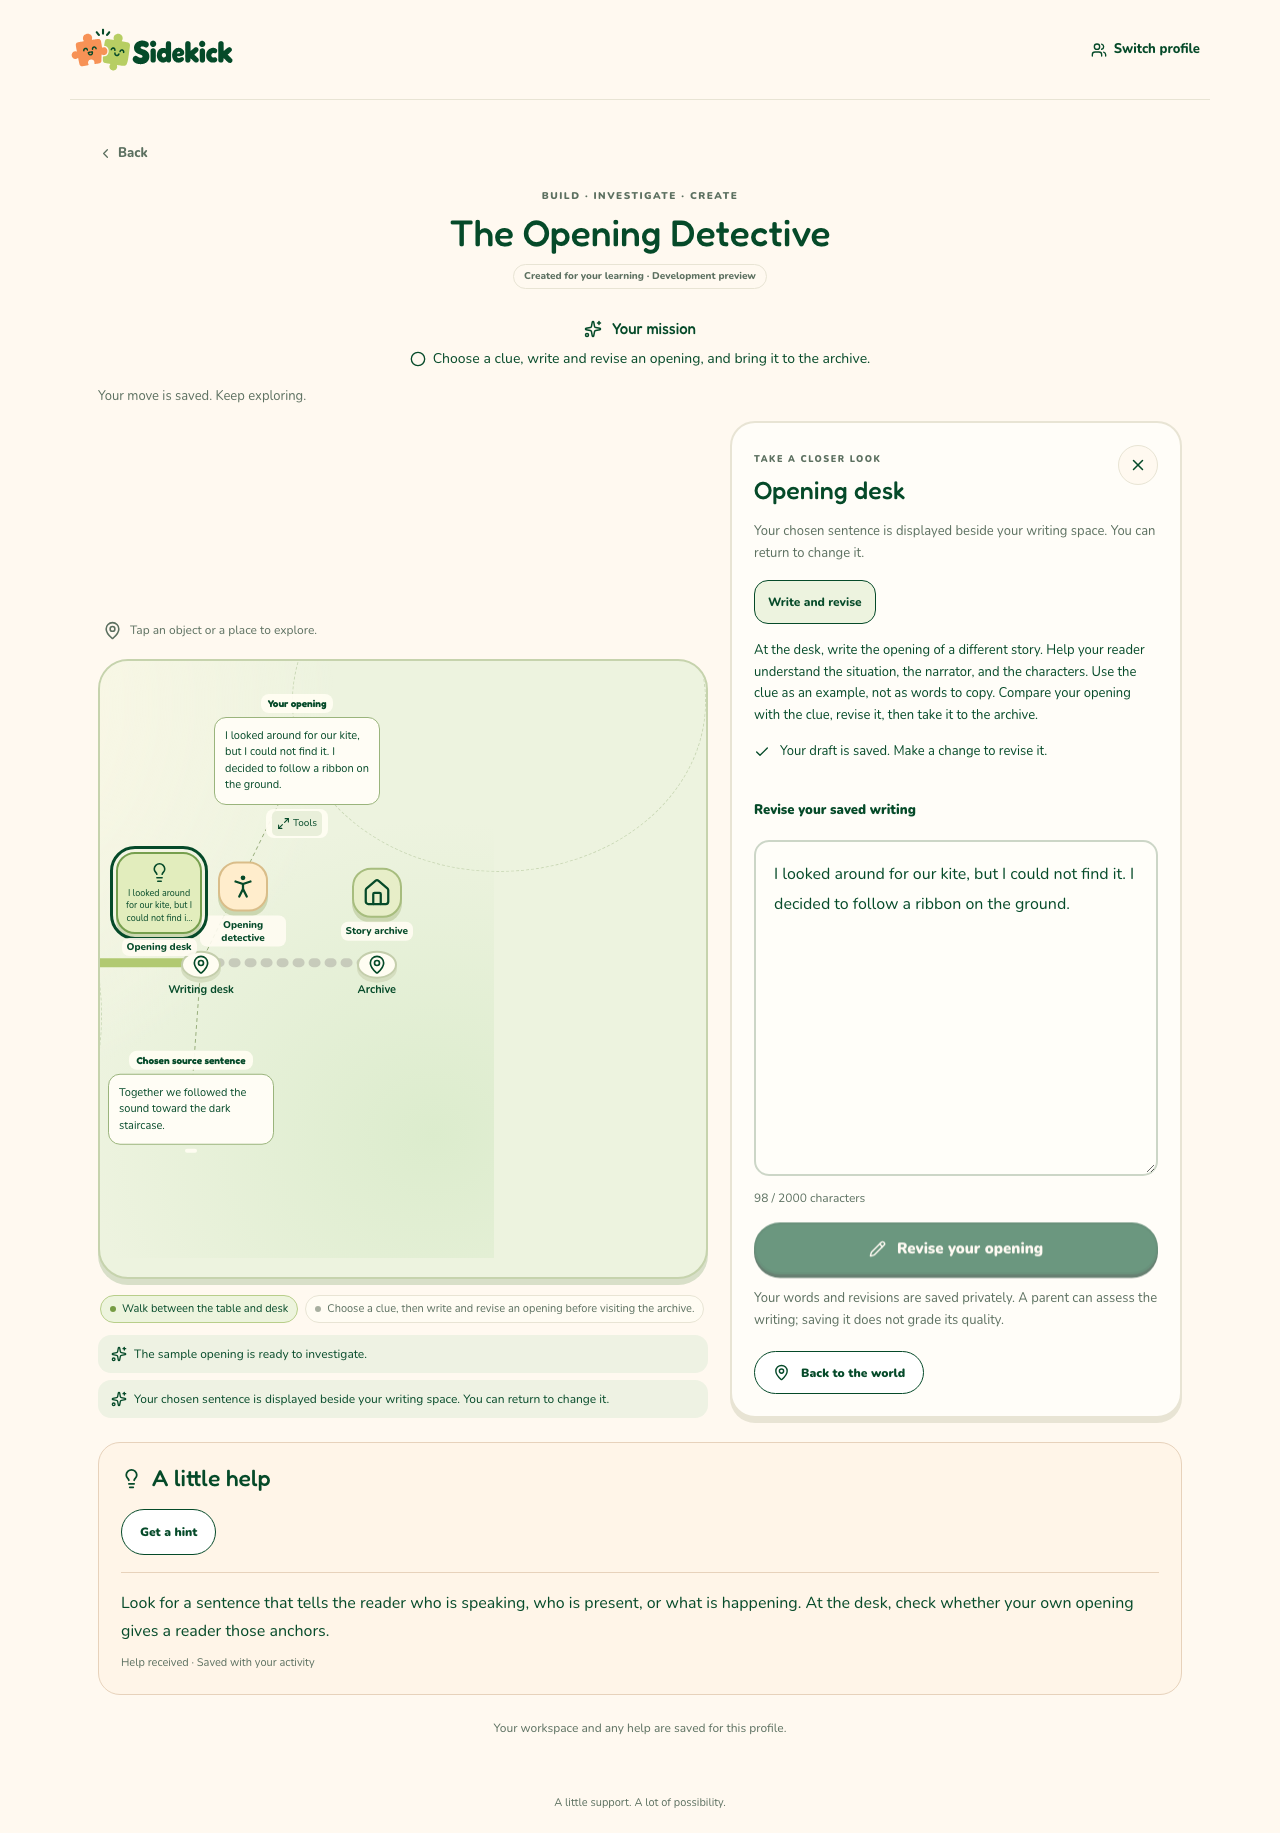 Sidekick
Switch profile
Back
BUILD · INVESTIGATE · CREATE
The Opening Detective
Created for your learning · Development preview
Your mission
Choose a clue, write and revise an opening, and bring it to the archive.
Your move is saved. Keep exploring.
Tap an object or a place to explore.
Your opening
I looked around for our kite,
but I could not find it. I
decided to follow a ribbon on
the ground.
Tools
I looked around
for our kite, but I
could not find i...
Opening desk
Opening
detective
Story archive
Writing desk
Archive
Chosen source sentence
Together we followed the
sound toward the dark
staircase.
Walk between the table and desk
Choose a clue, then write and revise an opening before visiting the archive.
The sample opening is ready to investigate.
Your chosen sentence is displayed beside your writing space. You can return to change it.
TAKE A CLOSER LOOK
Opening desk
Your chosen sentence is displayed beside your writing space. You can
return to change it.
Write and revise
At the desk, write the opening of a different story. Help your reader
understand the situation, the narrator, and the characters. Use the
clue as an example, not as words to copy. Compare your opening
with the clue, revise it, then take it to the archive.
Your draft is saved. Make a change to revise it.
Revise your saved writing
I looked around for our kite, but I could not find it. I
decided to follow a ribbon on the ground.
98 / 2000 characters
Revise your opening
Your words and revisions are saved privately. A parent can assess the
writing; saving it does not grade its quality.
Back to the world
A little help
Get a hint
Look for a sentence that tells the reader who is speaking, who is present, or what is happening. At the desk, check whether your own opening
gives a reader those anchors.
Help received · Saved with your activity
Your workspace and any help are saved for this profile.
A little support. A lot of possibility.